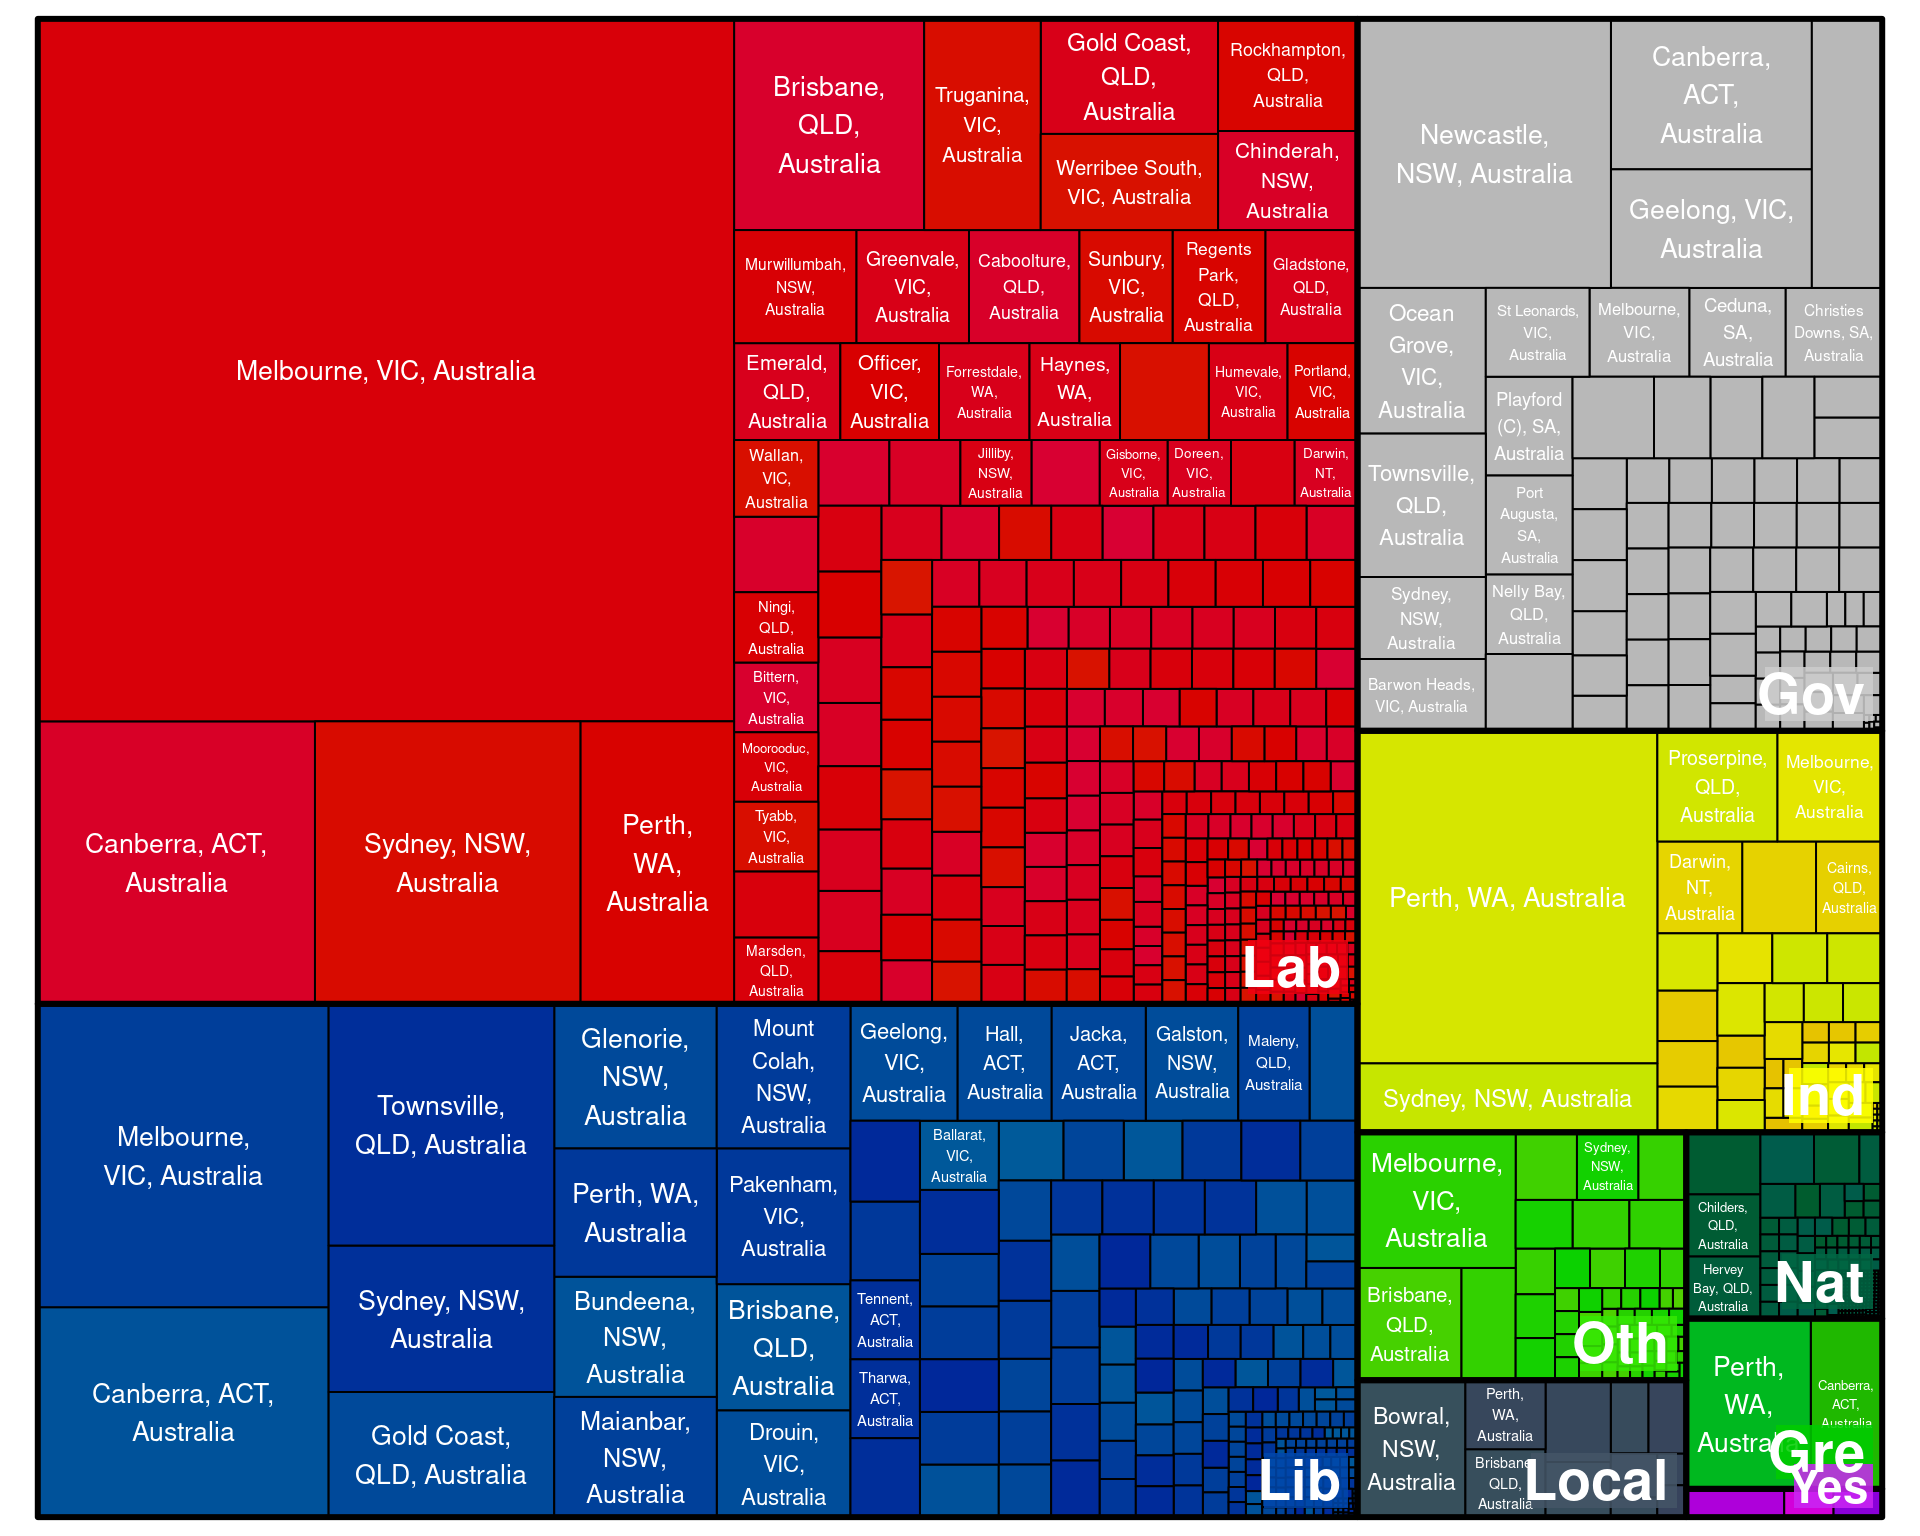 Melbourne, VIC, Australia
Canberra, ACT,
Australia
Sydney, NSW,
Australia
Perth,
WA,
Australia
Brisbane,
QLD,
Australia
Truganina,
VIC,
Australia
Gold Coast,
QLD,
Australia
Werribee South,
VIC, Australia
Rockhampton,
QLD,
Australia
Chinderah,
NSW,
Australia
Murwillumbah,
NSW,
Australia
Greenvale,
VIC,
Australia
Caboolture,
QLD,
Australia
Sunbury,
VIC,
Australia
Regents
Park,
QLD,
Australia
Gladstone,
QLD,
Australia
Emerald,
QLD,
Australia
Officer,
VIC,
Australia
Forrestdale,
WA,
Australia
Haynes,
WA,
Australia
Humevale,
VIC,
Australia
Portland,
VIC,
Australia
Wallan,
VIC,
Australia
Jilliby,
NSW,
Australia
Gisborne,
VIC,
Australia
Doreen,
VIC,
Australia
Darwin,
NT,
Australia
Ningi,
QLD,
Australia
Bittern,
VIC,
Australia
Moorooduc,
VIC,
Australia
Tyabb,
VIC,
Australia
Marsden,
QLD,
Australia
Lab
Newcastle,
NSW, Australia
Canberra,
ACT,
Australia
Geelong, VIC,
Australia
Ocean
Grove,
VIC,
Australia
St Leonards,
VIC,
Australia
Melbourne,
VIC,
Australia
Ceduna,
SA,
Australia
Christies
Downs, SA,
Australia
Townsville,
QLD,
Australia
Playford
(C), SA,
Australia
Port
Augusta,
SA,
Australia
Sydney,
NSW,
Australia
Nelly Bay,
QLD,
Australia
Barwon Heads,
VIC, Australia
Gov
Perth, WA, Australia
Sydney, NSW, Australia
Proserpine,
QLD,
Australia
Melbourne,
VIC,
Australia
Darwin,
NT,
Australia
Cairns,
QLD,
Australia
Ind
Melbourne,
VIC, Australia
Canberra, ACT,
Australia
Townsville,
QLD, Australia
Sydney, NSW,
Australia
Gold Coast,
QLD, Australia
Glenorie,
NSW,
Australia
Perth, WA,
Australia
Bundeena,
NSW,
Australia
Maianbar,
NSW,
Australia
Mount
Colah,
NSW,
Australia
Pakenham,
VIC,
Australia
Brisbane,
QLD,
Australia
Drouin,
VIC,
Australia
Geelong,
VIC,
Australia
Hall,
ACT,
Australia
Jacka,
ACT,
Australia
Galston,
NSW,
Australia
Maleny,
QLD,
Australia
Ballarat,
VIC,
Australia
Tennent,
ACT,
Australia
Tharwa,
ACT,
Australia
Lib
Melbourne,
VIC,
Australia
Sydney,
NSW,
Australia
Brisbane,
QLD,
Australia
Oth
Childers,
QLD,
Australia
Hervey
Bay, QLD,
Australia
Nat
Bowral,
NSW,
Australia
Perth,
WA,
Australia
Brisbane,
QLD,
Australia
Local
Perth,
WA,
Australia
Canberra,
ACT,
Australia
Gre
Yes